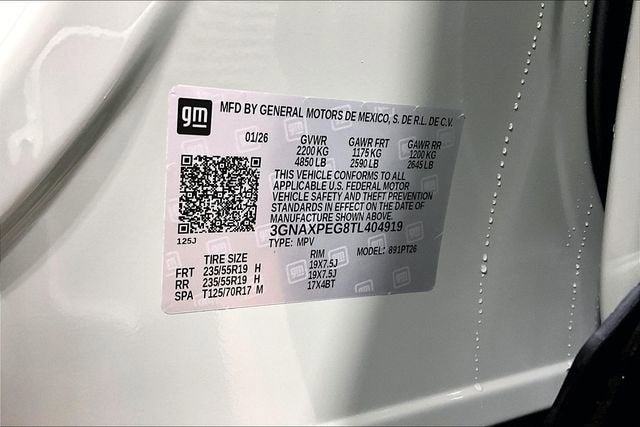 gm MFD BY GENERAL MOTORS DE MEXICO, S. DE R.L. DE C.V.
01/26 GVWR GAWR FRT GAWR RR
2200 KG 1175 KG 1200 KG
4850 LB 2590 LB 2645 LB
THIS VEHICLE CONFORMS TO ALL
APPLICABLE U.S. FEDERAL MOTOR
VEHICLE SAFETY AND THEFT PREVENTION
STANDARDS IN EFFECT ON THE DATE OF
MANUFACTURE SHOWN ABOVE.
3GNAXPEG8TL404919
125J TYPE: MPV MODEL: 891PT26
TIRE SIZE RIM
FRT 235/55R19 H 19X7.5J
RR 235/55R19 H 19X7.5J
SPA T125/70R17 M 17X4BT